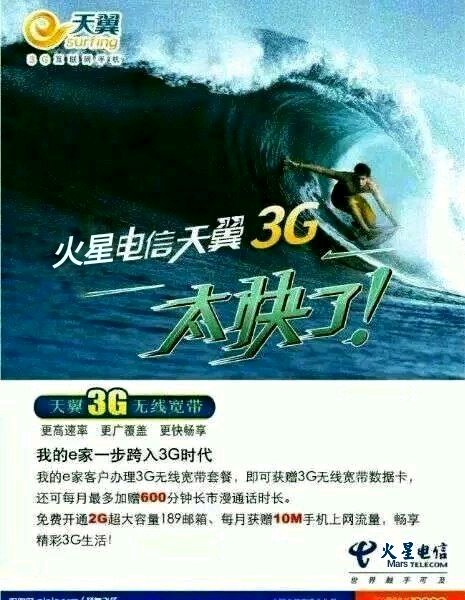 天翼
surfing
3G互联网手机
火星电信天翼 3G
太快了!
天翼 3G 无线宽带
更高速率 更广覆盖 更快畅享
我的e家一步跨入3G时代
我的e家客户办理3G无线宽带套餐，即可获赠3G无线宽带数据卡，
还可每月最多加赠600分钟长市漫通话时长。
免费开通2G超大容量189邮箱、每月获赠10M手机上网流量，畅享
精彩3G生活！
火星电信
Mars TELECOM
世界触手可及